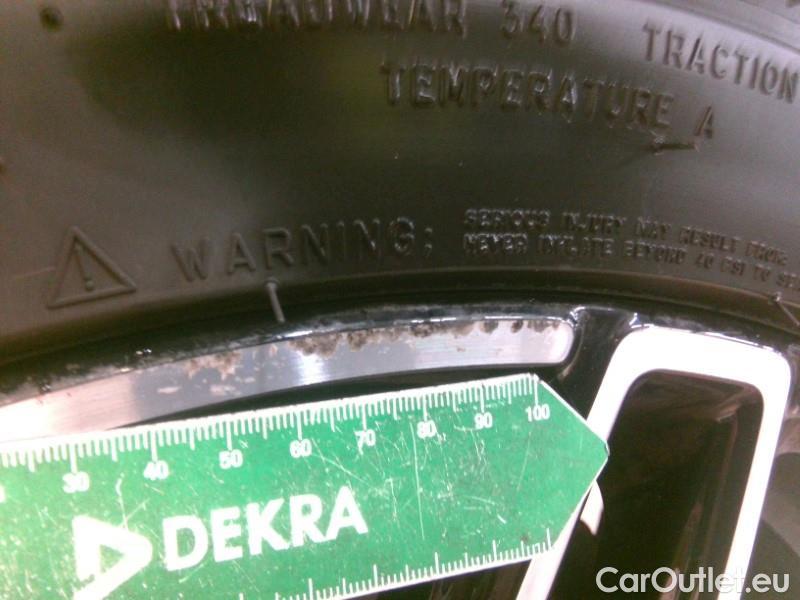 TREADWEAR 340 TRACTION
TEMPERATURE A
WARNING: SERIOUS INJURY MAY RESULT FROM
NEVER INFLATE BEYOND 40 PSI TO
30 40 50 60 70 80 90 100
DEKRA
CarOutlet.eu